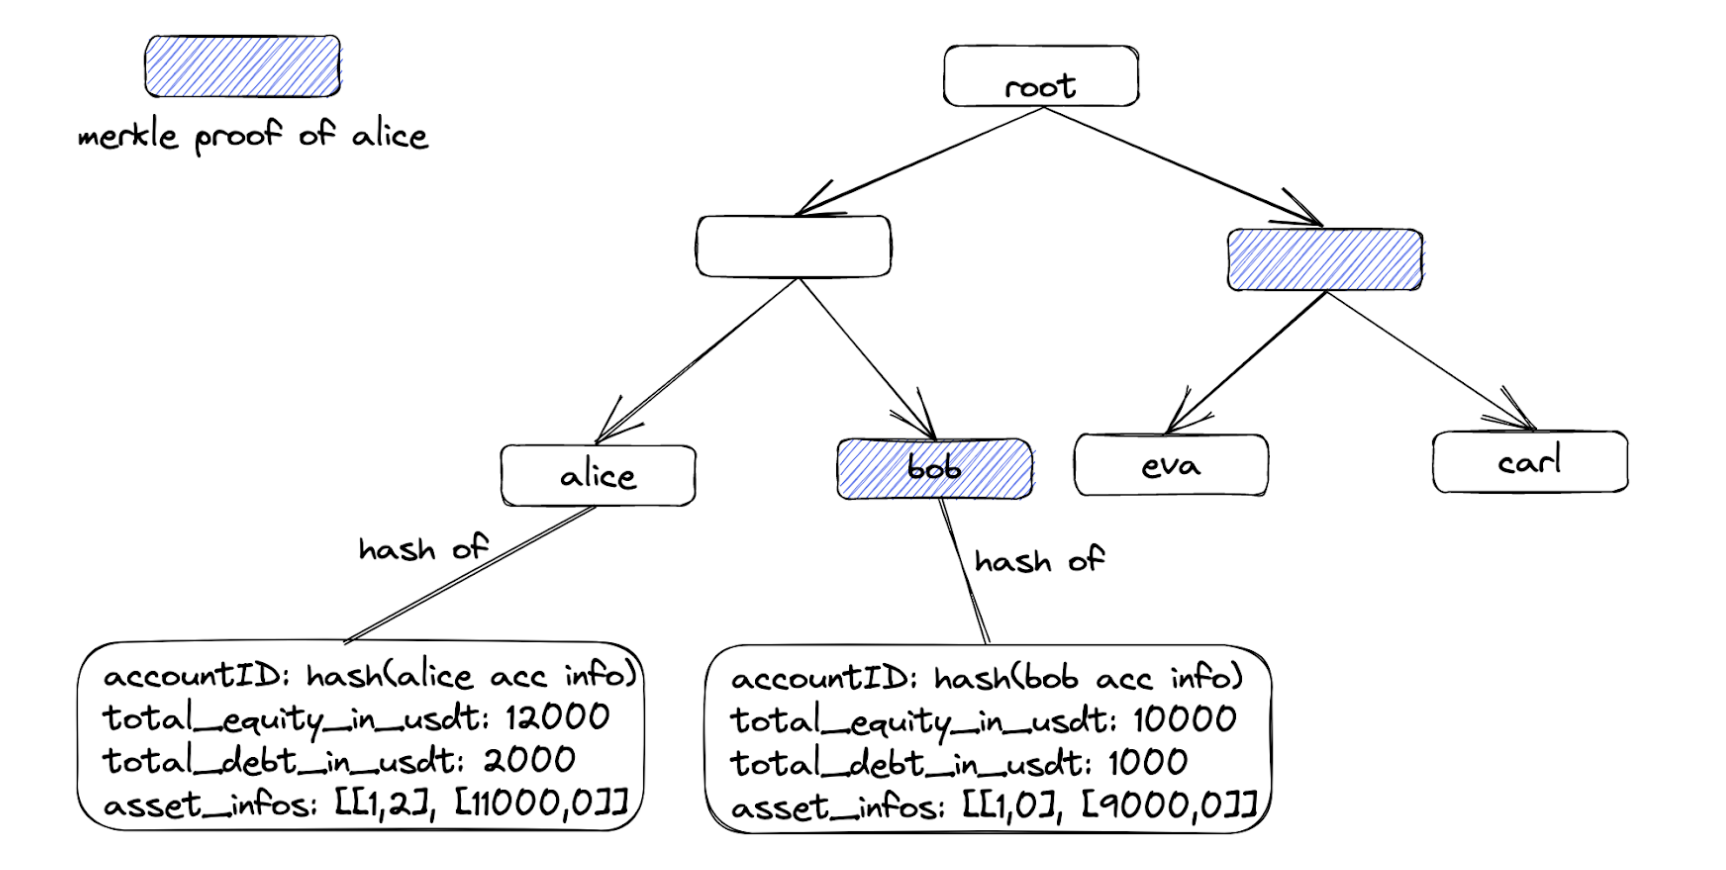 merkle proof of alice
root
alice
bob
eva
carl
hash of
hash of
accountID: hash(alice acc info)
total_equity_in_usdt: 12000
total_debt_in_usdt: 2000
asset_infos: [[1,2], [11000,0]]
accountID: hash(bob acc info)
total_equity_in_usdt: 10000
total_debt_in_usdt: 1000
asset_infos: [[1,0], [9000,0]]